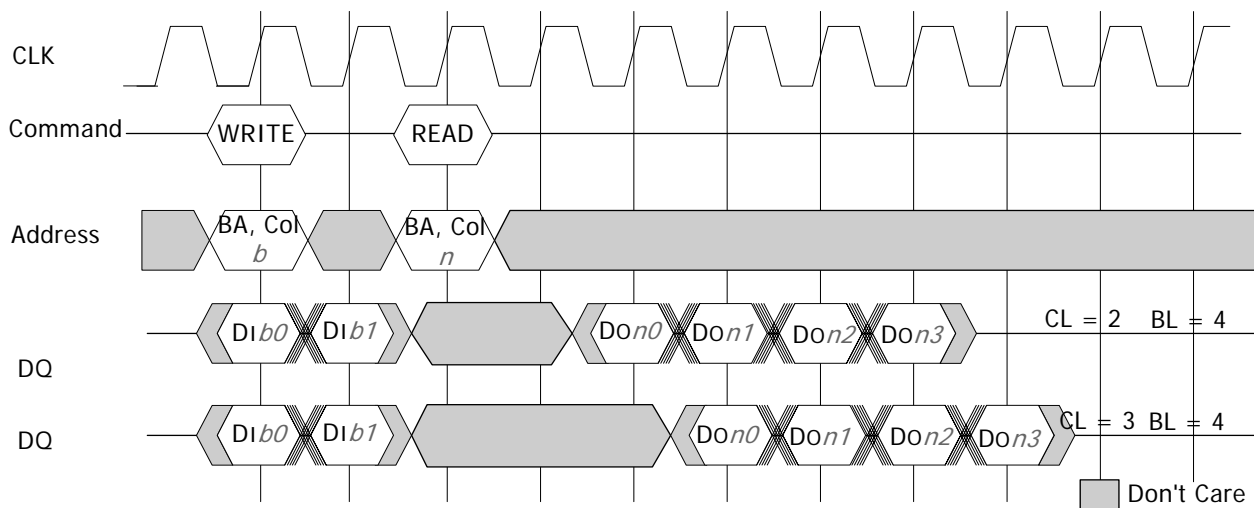 CLK
Command WRITE READ
Address BA, Col b BA, Col n
DQ DIb0 DIb1 DOn0 DOn1 DOn2 DOn3 CL = 2 BL = 4
DQ DIb0 DIb1 DOn0 DOn1 DOn2 DOn3 CL = 3 BL = 4
Don't Care